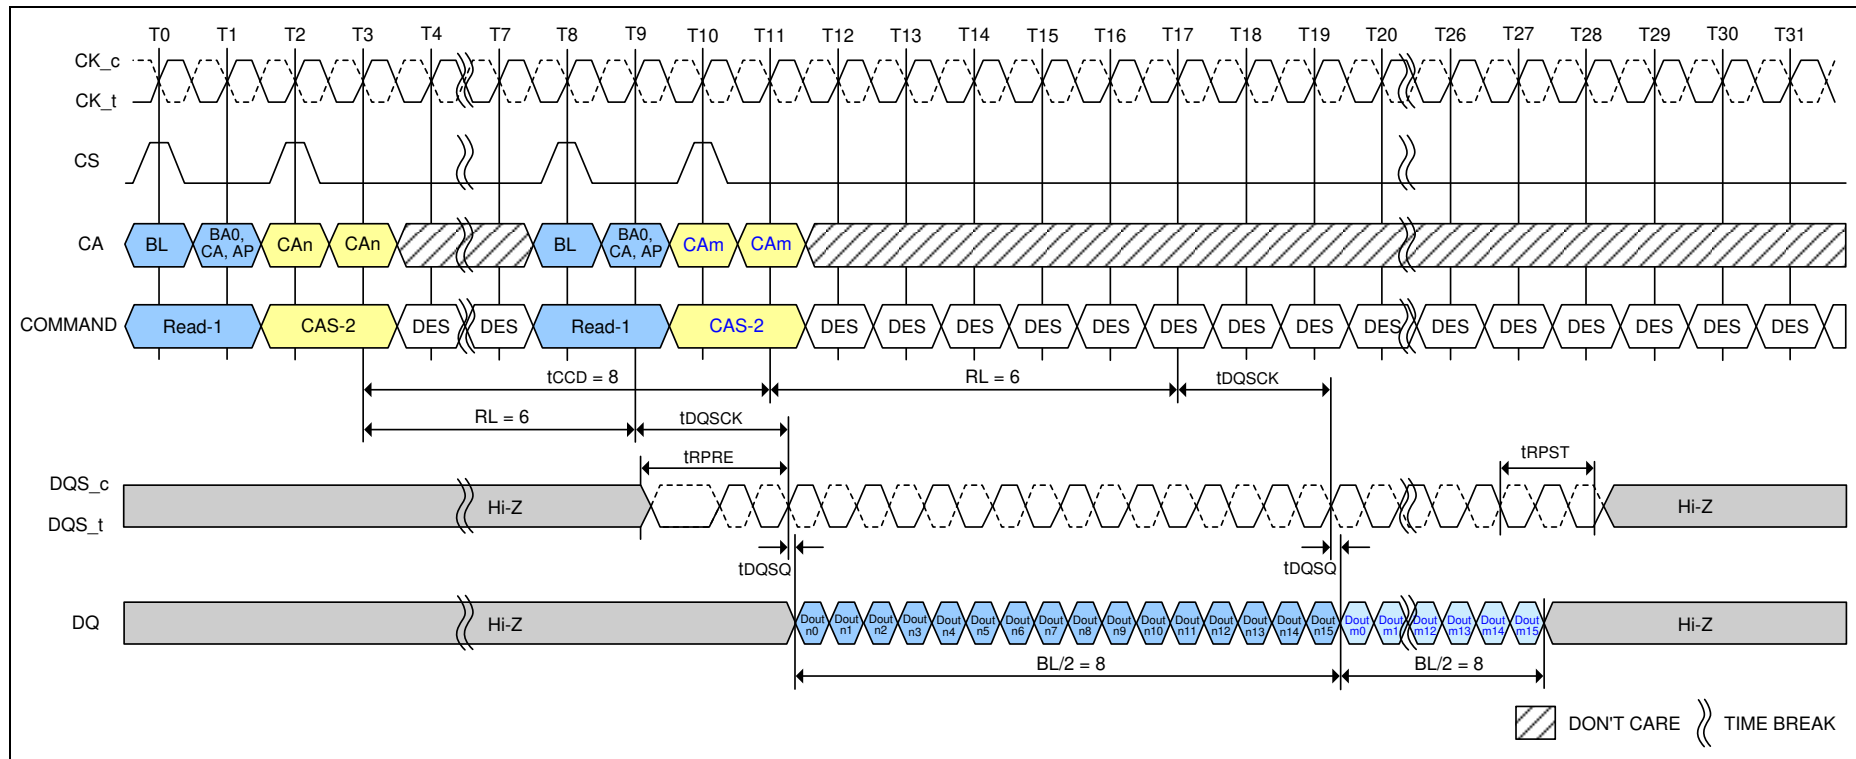 T0 T1 T2 T3 T4 T7 T8 T9 T10 T11 T12 T13 T14 T15 T16 T17 T18 T19 T20 T26 T27 T28 T29 T30 T31
CK_c
CK_t
CS
CA BL BA0, CA, AP CAn CAn BL BA0, CA, AP CAm CAm
COMMAND Read-1 CAS-2 DES DES Read-1 CAS-2 DES DES DES DES DES DES DES DES DES DES DES DES DES DES DES
tCCD = 8 RL = 6 tDQSCK
RL = 6 tDQSCK
tRPRE tRPST
DQS_c
Hi-Z Hi-Z
DQS_t
tDQSQ tDQSQ
DQ Hi-Z Dout n0 Dout n1 Dout n2 Dout n3 Dout n4 Dout n5 Dout n6 Dout n7 Dout n8 Dout n9 Dout n10 Dout n11 Dout n12 Dout n13 Dout n14 Dout n15 Dout m0 Dout m1 Dout m12 Dout m13 Dout m14 Dout m15 Hi-Z
BL/2 = 8 BL/2 = 8
DON'T CARE TIME BREAK